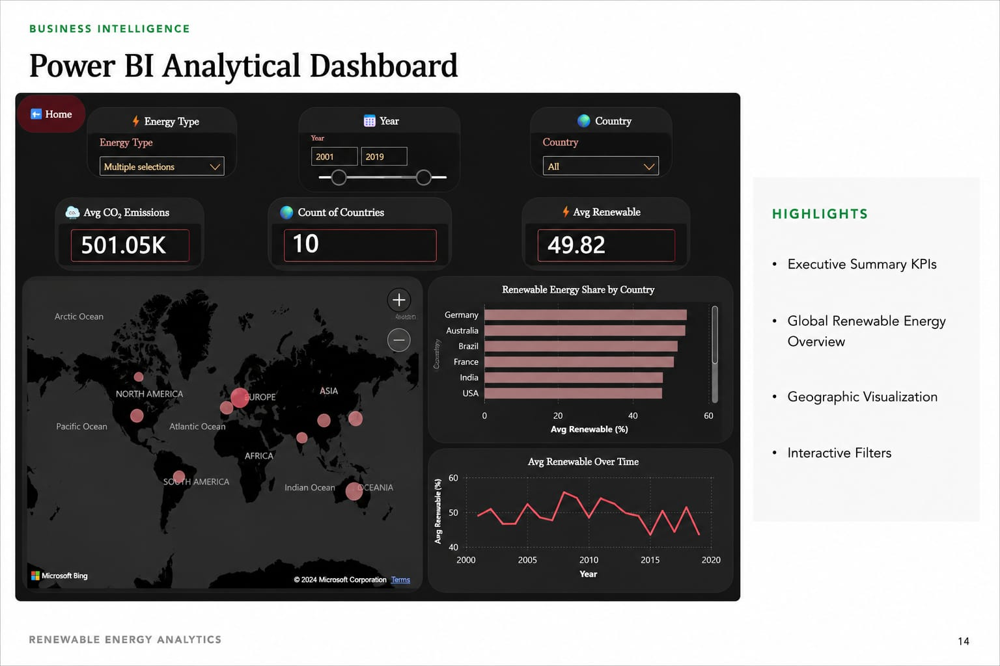 BUSINESS INTELLIGENCE
Power BI Analytical Dashboard
Home
Energy Type
Energy Type
Multiple selections
Year
Year
2001
2019
Country
Country
All
Avg CO₂ Emissions
501.05K
Count of Countries
10
Avg Renewable
49.82
Arctic Ocean
NORTH AMERICA
EUROPE
ASIA
Pacific Ocean
Atlantic Ocean
AFRICA
SOUTH AMERICA
Indian Ocean
OCEANIA
Microsoft Bing
© 2024 Microsoft Corporation Terms
Renewable Energy Share by Country
Country
Germany
Australia
Brazil
France
India
USA
0 20 40 60
Avg Renewable (%)
Avg Renewable Over Time
Avg Renewable (%)
60
50
40
2000 2005 2010 2015 2020
Year
HIGHLIGHTS
• Executive Summary KPIs
• Global Renewable Energy
Overview
• Geographic Visualization
• Interactive Filters
RENEWABLE ENERGY ANALYTICS
14